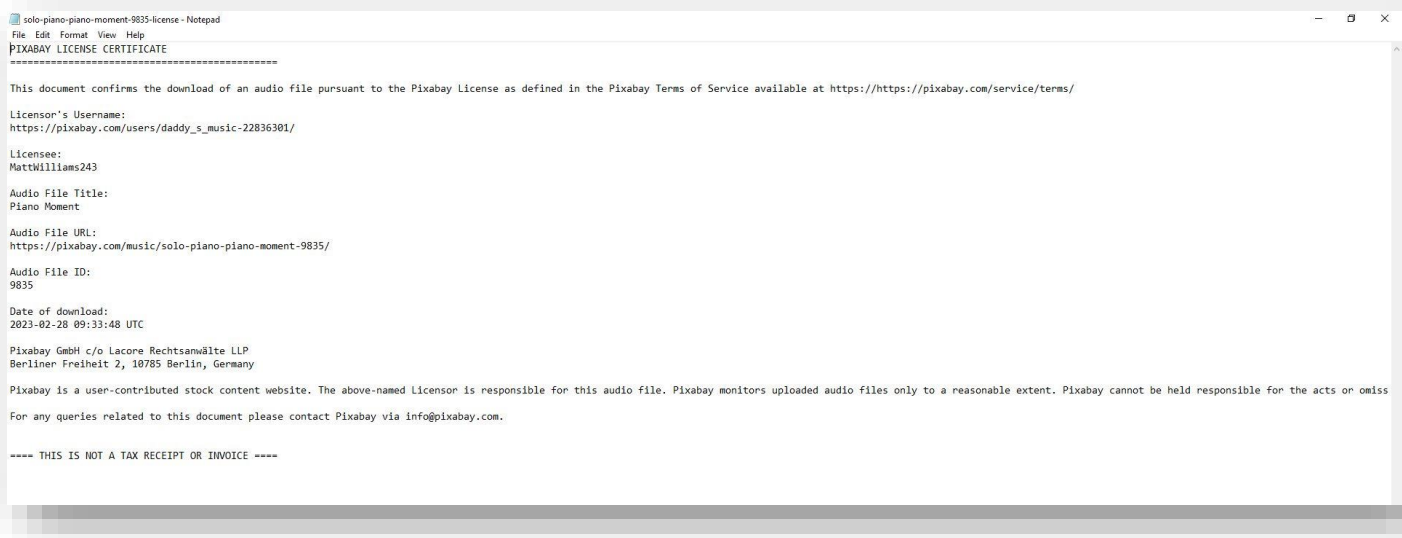 solo-piano-piano-moment-9835-license - Notepad
File Edit Format View Help
PIXABAY LICENSE CERTIFICATE
==============================================
This document confirms the download of an audio file pursuant to the Pixabay License as defined in the Pixabay Terms of Service available at https://https://pixabay.com/service/terms/
Licensor's Username:
https://pixabay.com/users/daddy_s_music-22836301/
Licensee:
MattWilliams243
Audio File Title:
Piano Moment
Audio File URL:
https://pixabay.com/music/solo-piano-piano-moment-9835/
Audio File ID:
9835
Date of download:
2023-02-28 09:33:48 UTC
Pixabay GmbH c/o Lacore Rechtsanwälte LLP
Berliner Freiheit 2, 10785 Berlin, Germany
Pixabay is a user-contributed stock content website. The above-named Licensor is responsible for this audio file. Pixabay monitors uploaded audio files only to a reasonable extent. Pixabay cannot be held responsible for the acts or omiss
For any queries related to this document please contact Pixabay via info@pixabay.com.
==== THIS IS NOT A TAX RECEIPT OR INVOICE ====